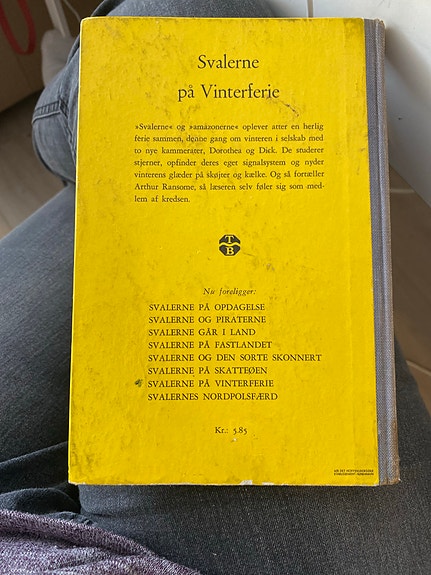 Svalerne
på Vinterferie
»Svalerne« og »amazonerne« oplever atter en herlig
ferie sammen, denne gang om vinteren i selskab med
to nye kammerater, Dorothea og Dick. De studerer
stjerner, opfinder deres eget signalsystem og nyder
vinterens glæder på skøjter og kælke. Og så fortæller
Arthur Ransome, så læseren selv føler sig som med-
lem af kredsen.
T
B
Nu foreligger:
SVALERNE PÅ OPDAGELSE
SVALERNE OG PIRATERNE
SVALERNE GÅR I LAND
SVALERNE PÅ FASTLANDET
SVALERNE OG DEN SORTE SKONNERT
SVALERNE PÅ SKATTEØEN
SVALERNE PÅ VINTERFERIE
SVALERNES NORDPOLSFÆRD
Kr.: 5.85